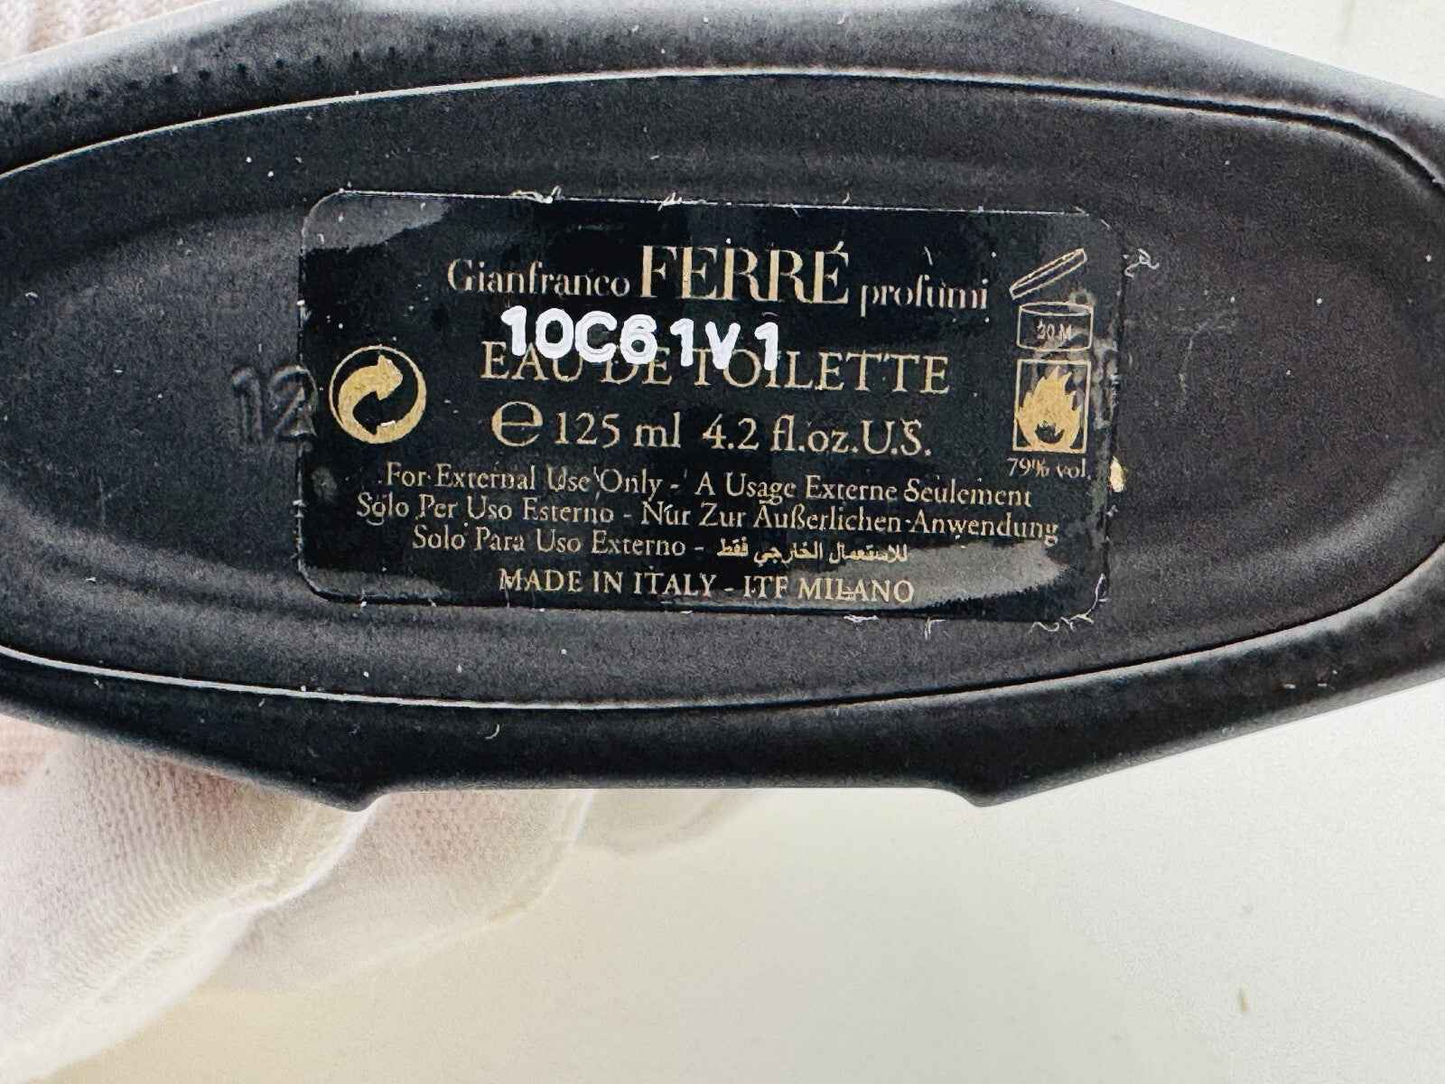 Gianfranco FERRÉ profumi
10C61V1
EAU DE TOILETTE
30 M
12
℮ 125 ml 4.2 fl.oz.U.S.
79% vol.
For External Use Only - A Usage Externe Seulement
Solo Per Uso Esterno - Nur Zur Äußerlichen Anwendung
Solo Para Uso Externo - للاستعمال الخارجي فقط
MADE IN ITALY - ITF MILANO